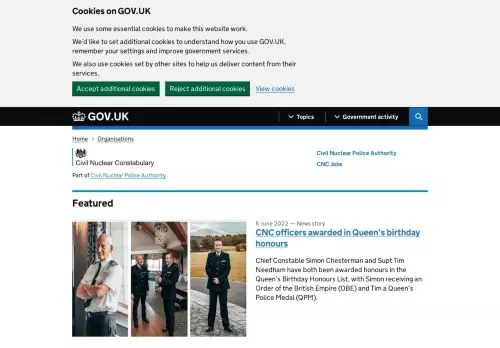 Cookies on GOV.UK
We use some essential cookies to make this website work.
We'd like to set additional cookies to understand how you use GOV.UK,
remember your settings and improve government services.
We also use cookies set by other sites to help us deliver content from their
services.
Accept additional cookies
Reject additional cookies
View cookies
GOV.UK
Topics
Government activity
Home > Organisations
Civil Nuclear Constabulary
Part of Civil Nuclear Police Authority
Civil Nuclear Police Authority
CNC Jobs
Featured
6 June 2022 — News story
CNC officers awarded in Queen's birthday
honours
Chief Constable Simon Chesterman and Supt Tim
Needham have both been awarded honours in the
Queen's Birthday Honours List, with Simon receiving an
Order of the British Empire (OBE) and Tim a Queen's
Police Medal (QPM).